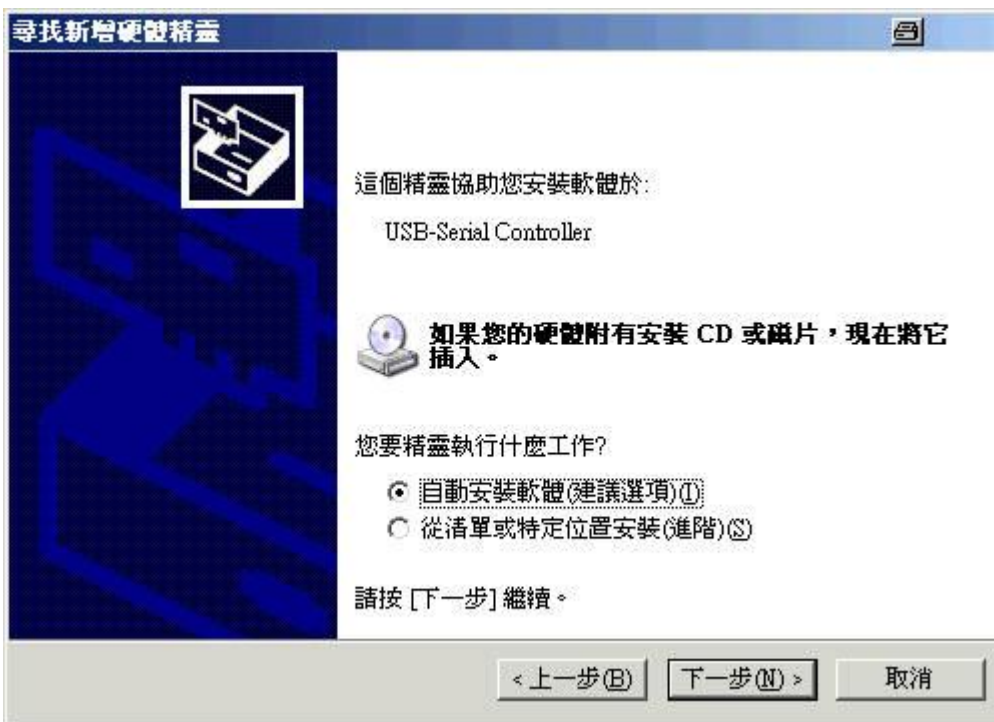 尋找新增硬體精靈
這個精靈協助您安裝軟體於:
USB-Serial Controller
如果您的硬體附有安裝 CD 或磁片，現在將它
插入。
您要精靈執行什麼工作?
自動安裝軟體(建議選項)(I)
從清單或特定位置安裝(進階)(S)
請按 [下一步] 繼續。
<上一步(B)
下一步(N)>
取消